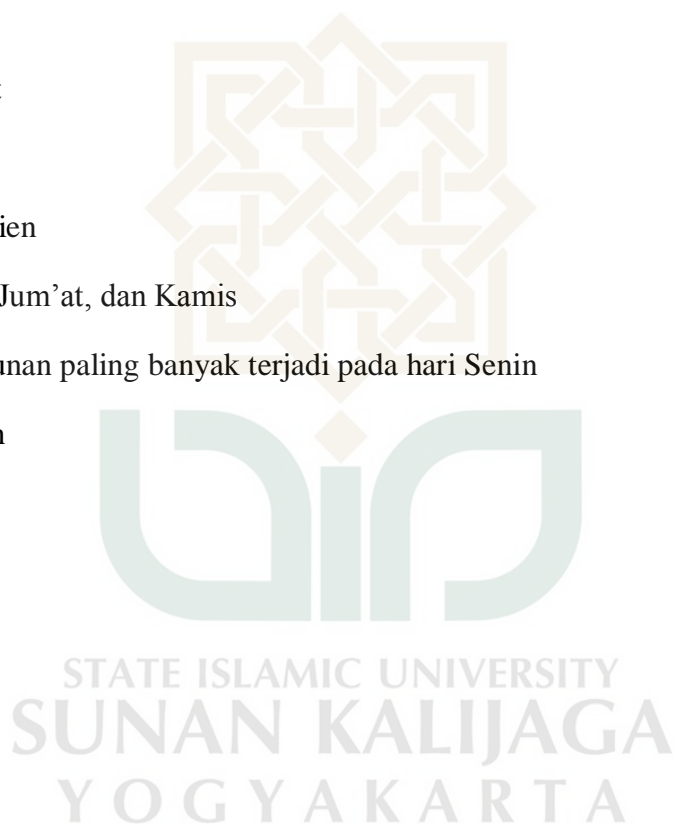 ien
Jum’at, dan Kamis
unan paling banyak terjadi pada hari Senin
STATE ISLAMIC UNIVERSITY
SUNAN KALIJAGA
YOGYAKARTA